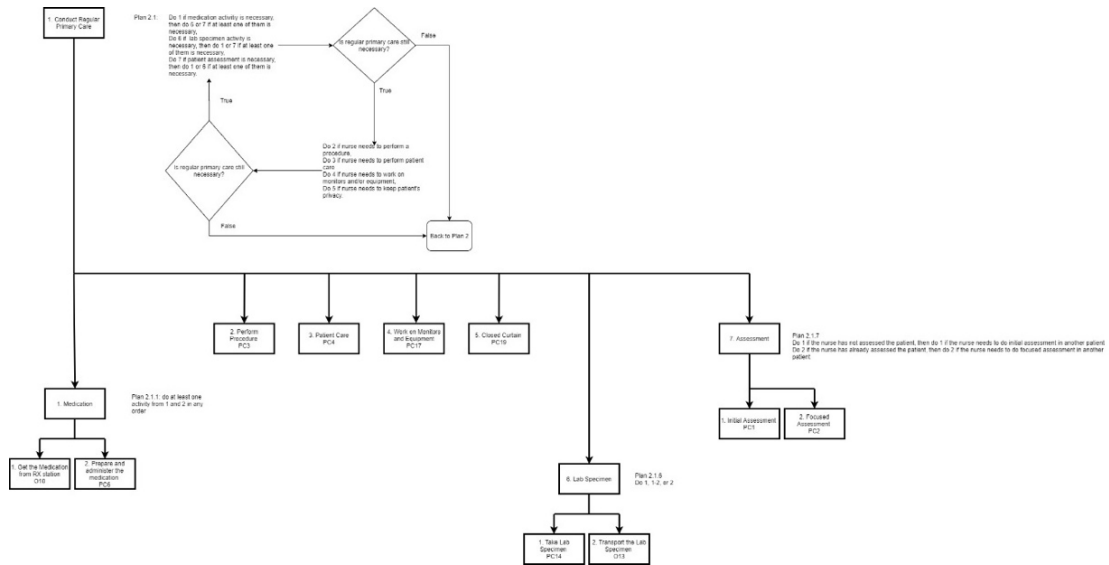 1. Conduct Regular
Primary Care
Plan 2.1:
Do 1 if medication activity is necessary,
then do 6 or 7 if at least one of them is
necessary,
Do 6 if lab specimen activity is
necessary, then do 1 or 7 if at least one
of them is necessary,
Do 7 if patient assessment is necessary,
then do 1 or 6 if at least one of them is
necessary.
Is regular primary care still
necessary?
False
True
True
Is regular primary care still
necessary?
Do 2 if nurse needs to perform a
procedure,
Do 3 if nurse needs to perform patient
care
Do 4 if nurse needs to work on
monitors and/or equipment,
Do 5 if nurse needs to keep patient's
privacy.
False
Back to Plan 2
2. Perform
Procedure
PC3
3. Patient Care
PC4
4. Work on Monitors
and Equipment
PC17
5. Closed Curtain
PC19
7. Assessment
Plan 2.1.7
Do 1 if the nurse has not assessed the patient, then do 1 if the nurse needs to do initial assessment in another patient
Do 2 if the nurse has already assessed the patient, then do 2 if the nurse needs to do focused assessment in another
patient
1. Medication
Plan 2.1.1: do at least one
activity from 1 and 2 in any
order
1. Initial Assessment
PC1
2. Focused
Assessment
PC2
1. Get the Medication
from RX station
O16
2. Prepare and
administer the
medication
PC6
6. Lab Specimen
Plan 2.1.6
Do 1, 1-2, or 2
1. Take Lab
Specimen
PC14
2. Transport the Lab
Specimen
O13